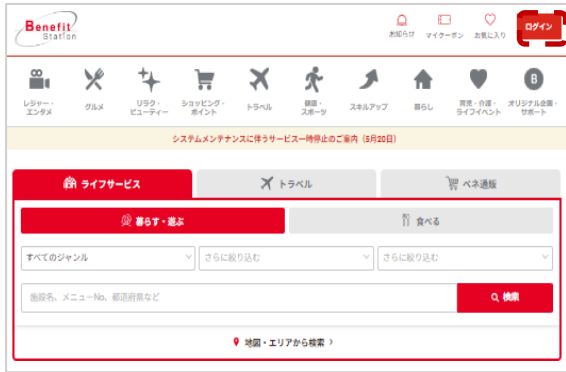 Benefit
Station
お知らせ マイクーポン お気に入り ログイン
レジャー・エンタメ
グルメ
リラク・ビューティー
ショッピング・ポイント
トラベル
健康・スポーツ
スキルアップ
暮らし
育児・介護・ライフイベント
オリジナル企画・サポート
B
システムメンテナンスに伴うサービス一時停止のご案内(5月20日)
ライフサービス トラベル ベネ通販
暮らす・遊ぶ 食べる
すべてのジャンル さらに絞り込む さらに絞り込む
施設名、メニューNo、都道府県など 検索
地図・エリアから検索 >